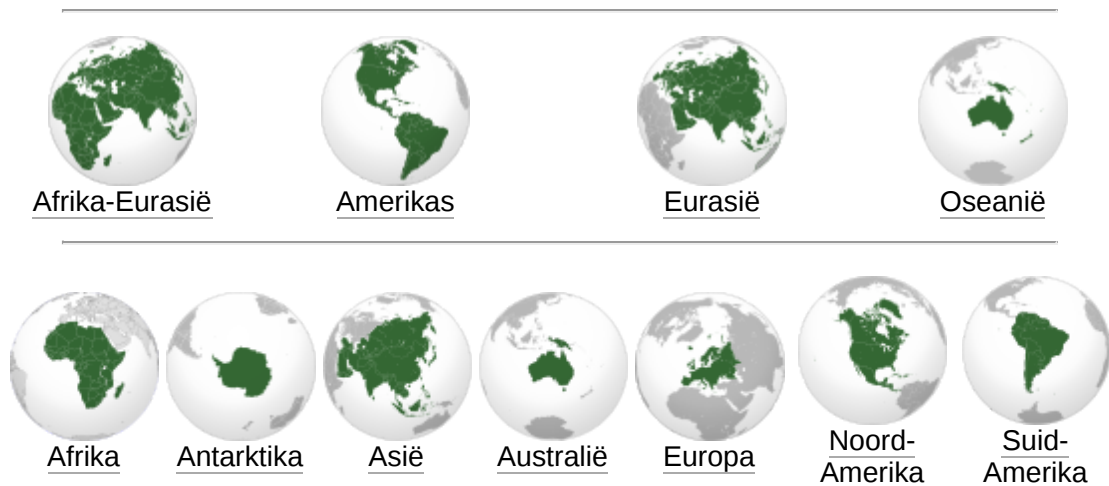 Afrika-Eurasië
Amerikas
Eurasië
Oseanië
Afrika
Antarktika
Asië
Australië
Europa
Noord-
Amerika
Suid-
Amerika